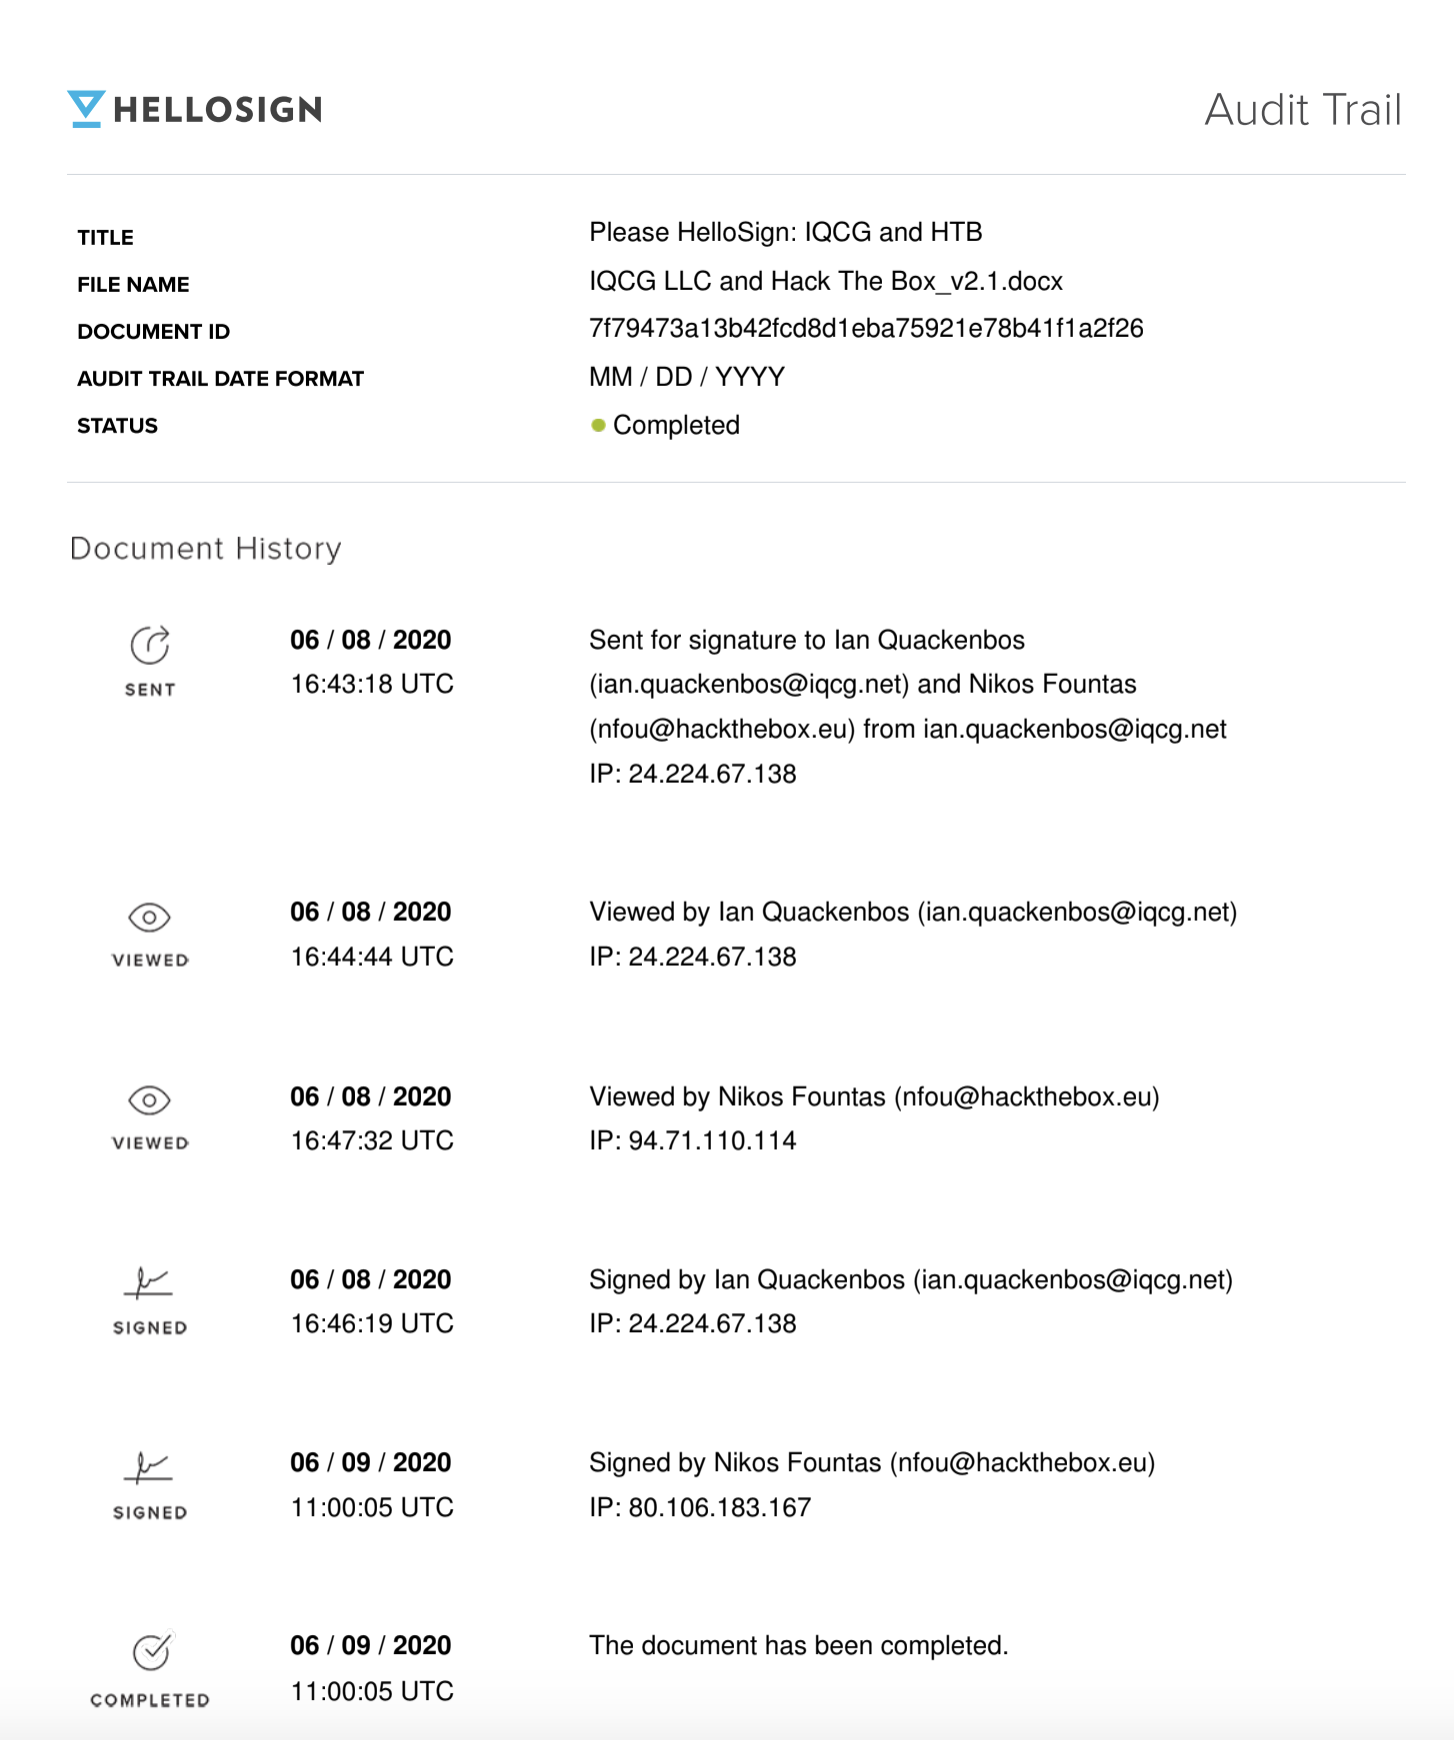 HELLOSIGN
Audit Trail
TITLE
Please HelloSign: IQCG and HTB
FILE NAME
IQCG LLC and Hack The Box_v2.1.docx
DOCUMENT ID
7f79473a13b42fcd8d1eba75921e78b41f1a2f26
AUDIT TRAIL DATE FORMAT
MM / DD / YYYY
STATUS
Completed
Document History
SENT
06 / 08 / 2020
16:43:18 UTC
Sent for signature to Ian Quackenbos
(ian.quackenbos@iqcg.net) and Nikos Fountas
(nfou@hackthebox.eu) from ian.quackenbos@iqcg.net
IP: 24.224.67.138
VIEWED
06 / 08 / 2020
16:44:44 UTC
Viewed by Ian Quackenbos (ian.quackenbos@iqcg.net)
IP: 24.224.67.138
VIEWED
06 / 08 / 2020
16:47:32 UTC
Viewed by Nikos Fountas (nfou@hackthebox.eu)
IP: 94.71.110.114
SIGNED
06 / 08 / 2020
16:46:19 UTC
Signed by Ian Quackenbos (ian.quackenbos@iqcg.net)
IP: 24.224.67.138
SIGNED
06 / 09 / 2020
11:00:05 UTC
Signed by Nikos Fountas (nfou@hackthebox.eu)
IP: 80.106.183.167
COMPLETED
06 / 09 / 2020
11:00:05 UTC
The document has been completed.